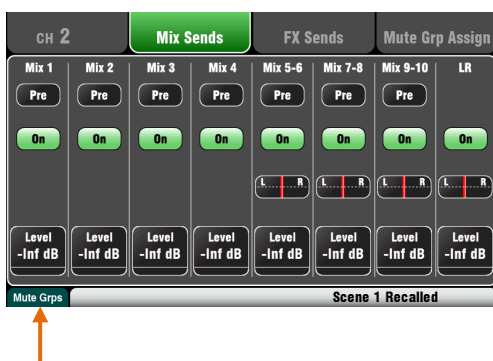 CH 2 Mix Sends FX Sends Mute Grp Assign
Mix 1 Mix 2 Mix 3 Mix 4 Mix 5-6 Mix 7-8 Mix 9-10 LR
Pre Pre Pre Pre Pre Pre Pre
On On On On On On On On
L R L R L R L R
Level Level Level Level Level Level Level Level
-Inf dB -Inf dB -Inf dB -Inf dB -Inf dB -Inf dB -Inf dB -Inf dB
Mute Grps Scene 1 Recalled